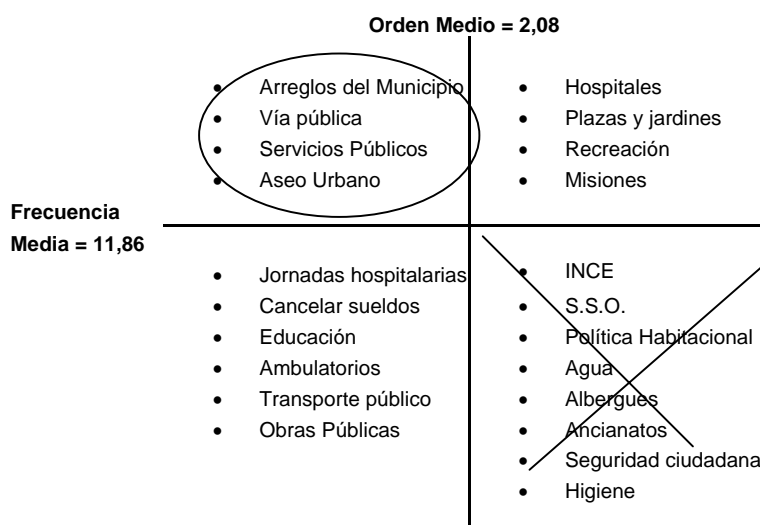 Orden Medio = 2,08
• Arreglos del Municipio
• Vía pública
• Servicios Públicos
• Aseo Urbano
• Hospitales
• Plazas y jardines
• Recreación
• Misiones
Frecuencia
Media = 11,86
• Jornadas hospitalarias
• Cancelar sueldos
• Educación
• Ambulatorios
• Transporte público
• Obras Públicas
• INCE
• S.S.O.
• Política Habitacional
• Agua
• Albergues
• Ancianatos
• Seguridad ciudadana
• Higiene